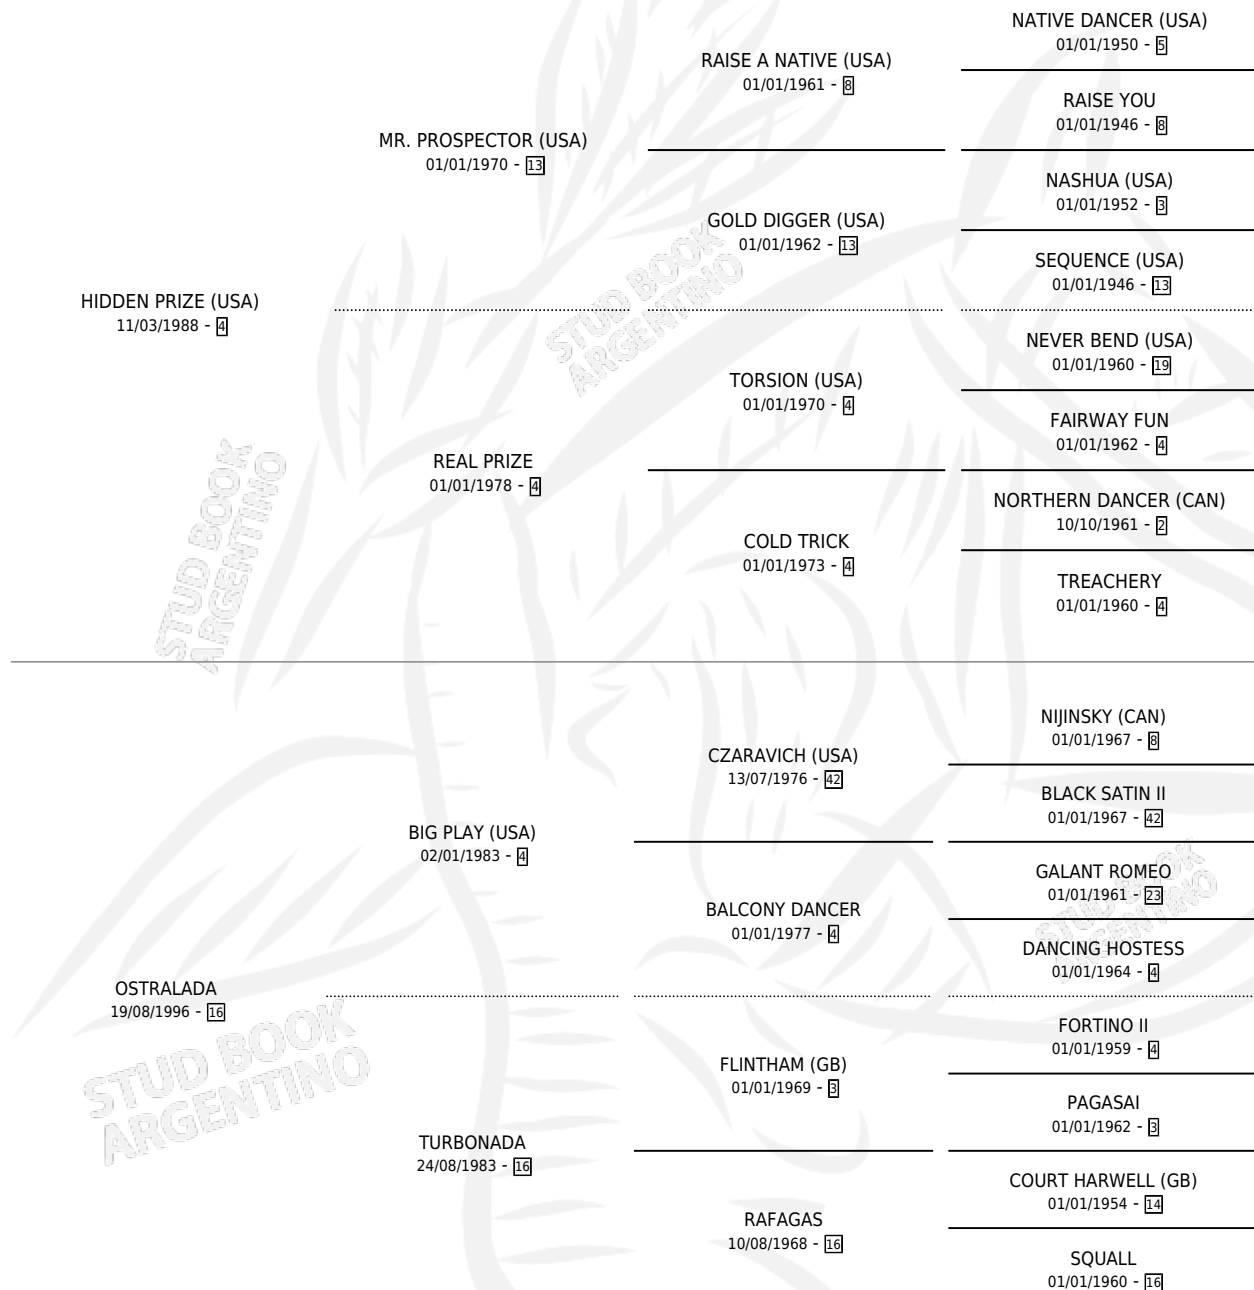 NATIVE DANCER (USA)
01/01/1950 - 5
RAISE A NATIVE (USA)
01/01/1961 - 8
RAISE YOU
01/01/1946 - 8
MR. PROSPECTOR (USA)
01/01/1970 - 13
NASHUA (USA)
01/01/1952 - 3
GOLD DIGGER (USA)
01/01/1962 - 13
SEQUENCE (USA)
01/01/1946 - 13
HIDDEN PRIZE (USA)
11/03/1988 - 4
NEVER BEND (USA)
01/01/1960 - 19
TORSION (USA)
01/01/1970 - 4
FAIRWAY FUN
01/01/1962 - 4
REAL PRIZE
01/01/1978 - 4
NORTHERN DANCER (CAN)
10/10/1961 - 2
COLD TRICK
01/01/1973 - 4
TREACHERY
01/01/1960 - 4
NIJINSKY (CAN)
01/01/1967 - 8
CZARAVICH (USA)
13/07/1976 - 42
BLACK SATIN II
01/01/1967 - 42
BIG PLAY (USA)
02/01/1983 - 4
GALANT ROMEO
01/01/1961 - 23
BALCONY DANCER
01/01/1977 - 4
DANCING HOSTESS
01/01/1964 - 4
OSTRALADA
19/08/1996 - 16
FORTINO II
01/01/1959 - 4
FLINTHAM (GB)
01/01/1969 - 3
PAGASAI
01/01/1962 - 3
TURBONADA
24/08/1983 - 16
COURT HARWELL (GB)
01/01/1954 - 14
RAFAGAS
10/08/1968 - 16
SQUALL
01/01/1960 - 16
STUD BOOK
ARGENTINO
STUD BOOK
ARGENTINO
STUD BOOK
ARGENTINO
STUD BOOK
ARGENTINO